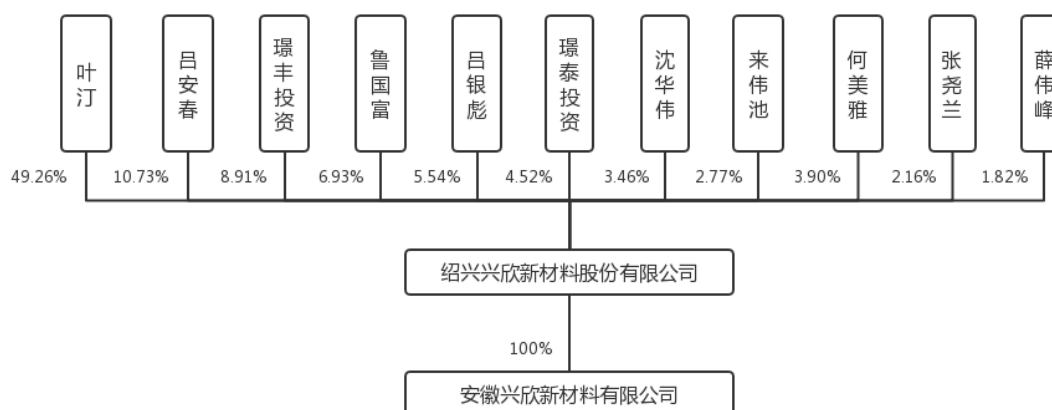 叶汀
吕安春
璟丰投资
鲁国富
吕银彪
璟泰投资
沈华伟
来伟池
何美雅
张尧兰
薛伟峰
49.26%
10.73%
8.91%
6.93%
5.54%
4.52%
3.46%
2.77%
3.90%
2.16%
1.82%
绍兴兴欣新材料股份有限公司
100%
安徽兴欣新材料有限公司